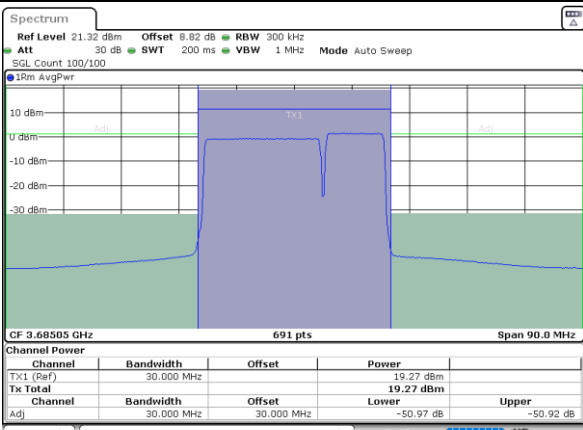 Spectrum
Ref Level 21.32 dBm Offset 8.82 dB RBW 300 kHz
Att 30 dB SWT 200 ms VBW 1 MHz Mode Auto Sweep
SGL Count 100/100
1Rm AvgPwr
10 dBm
TX1
Adj Adj
0 dBm
-10 dBm
-20 dBm
-30 dBm
CF 3.68505 GHz 691 pts Span 90.0 MHz
Channel Power
Channel Bandwidth Offset Power
TX1 (Ref) 30.000 MHz 19.27 dBm
Tx Total 19.27 dBm
Channel Bandwidth Offset Lower Upper
Adj 30.000 MHz 30.000 MHz -50.97 dB -50.92 dB